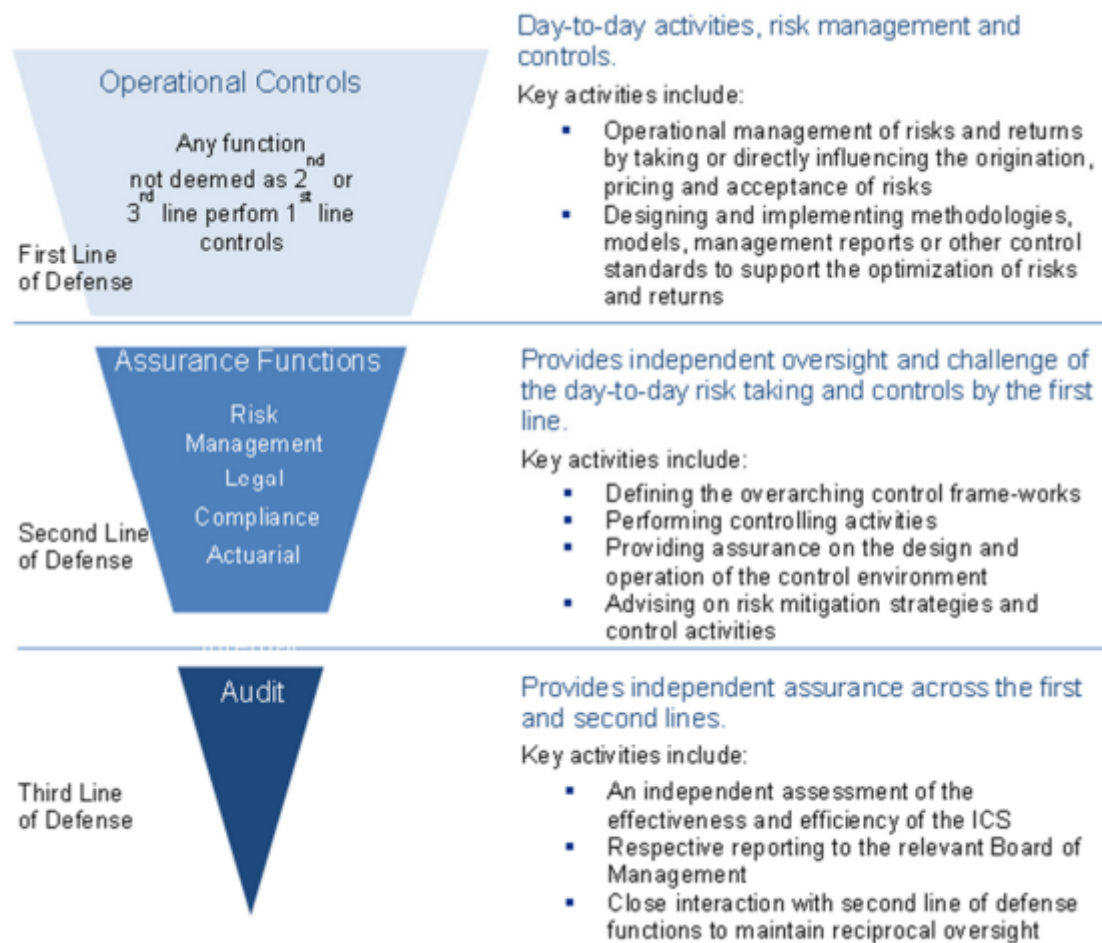 Operational Controls
Any function
not deemed as 2nd or
3rd line perfom 1st line
controls
First Line
of Defense
Day-to-day activities, risk management and
controls.
Key activities include:
▪ Operational management of risks and returns
by taking or directly influencing the origination,
pricing and acceptance of risks
▪ Designing and implementing methodologies,
models, management reports or other control
standards to support the optimization of risks
and returns
Assurance Functions
Risk
Management
Legal
Compliance
Actuarial
Second Line
of Defense
Provides independent oversight and challenge of
the day-to-day risk taking and controls by the first
line.
Key activities include:
▪ Defining the overarching control frame-works
▪ Performing controlling activities
▪ Providing assurance on the design and
operation of the control environment
▪ Advising on risk mitigation strategies and
control activities
Audit
Third Line
of Defense
Provides independent assurance across the first
and second lines.
Key activities include:
▪ An independent assessment of the
effectiveness and efficiency of the ICS
▪ Respective reporting to the relevant Board of
Management
▪ Close interaction with second line of defense
functions to maintain reciprocal oversight